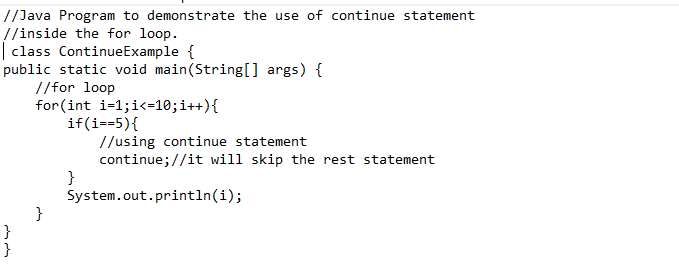 //Java Program to demonstrate the use of continue statement
//inside the for loop.
class ContinueExample {
public static void main(String[] args) {
    //for loop
    for(int i=1;i<=10;i++){
        if(i==5){
            //using continue statement
            continue;//it will skip the rest statement
        }
        System.out.println(i);
    }
}
}